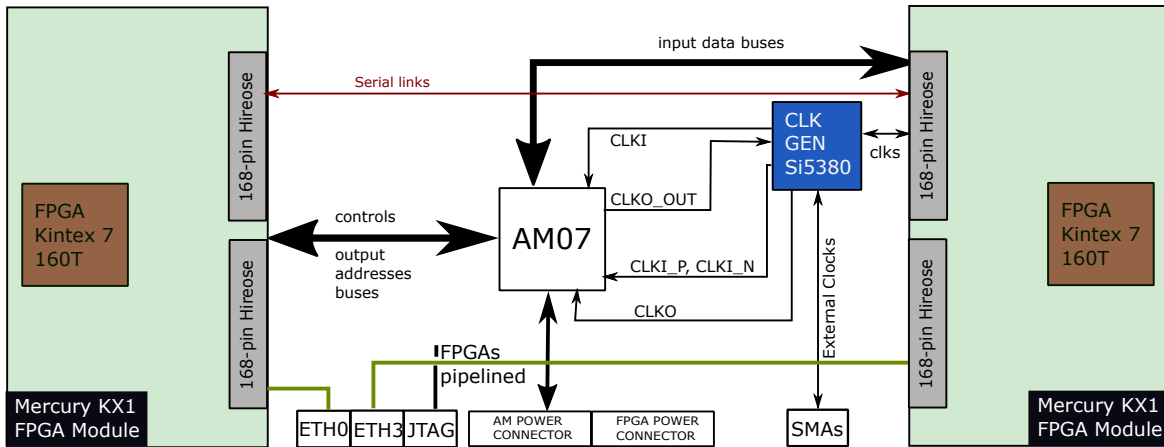 input data buses
Serial links
168-pin Hireose
168-pin Hireose
CLK
GEN
Si5380
CLKI
clks
CLKO_OUT
FPGA
Kintex 7
160T
FPGA
Kintex 7
160T
controls
output
addresses
buses
AM07
CLKI_P, CLKI_N
CLKO
External Clocks
168-pin Hireose
168-pin Hireose
FPGAs
pipelined
Mercury KX1
FPGA Module
ETH0
ETH3
JTAG
AM POWER
CONNECTOR
FPGA POWER
CONNECTOR
SMAs
Mercury KX1
FPGA Module